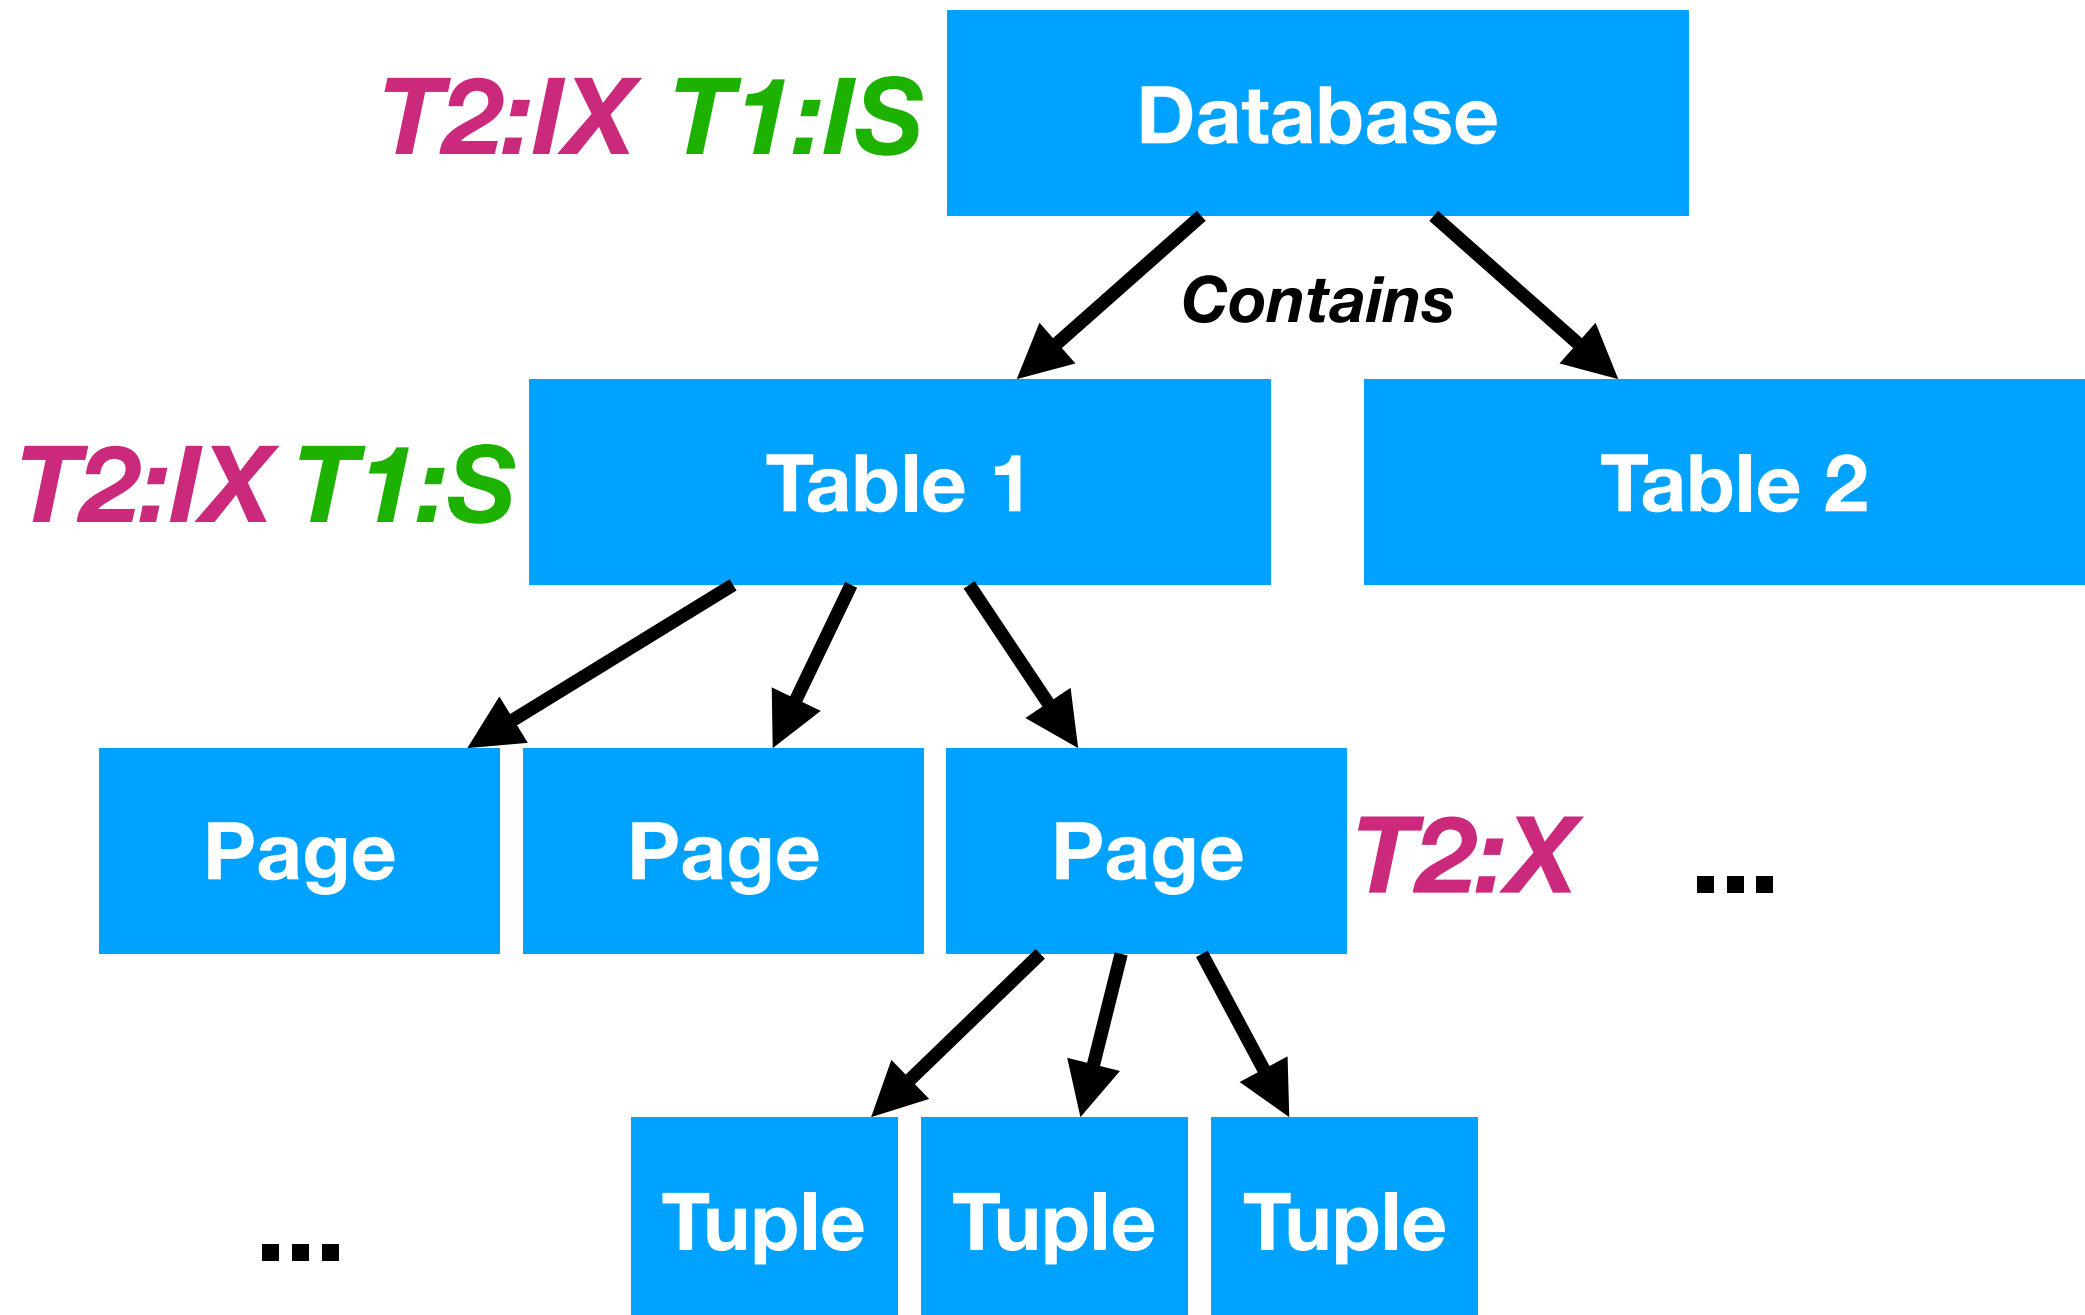 T2:IX T1:IS Database
Contains
T2:IX T1:S Table 1 Table 2
Page Page Page T2:X ...
... Tuple Tuple Tuple